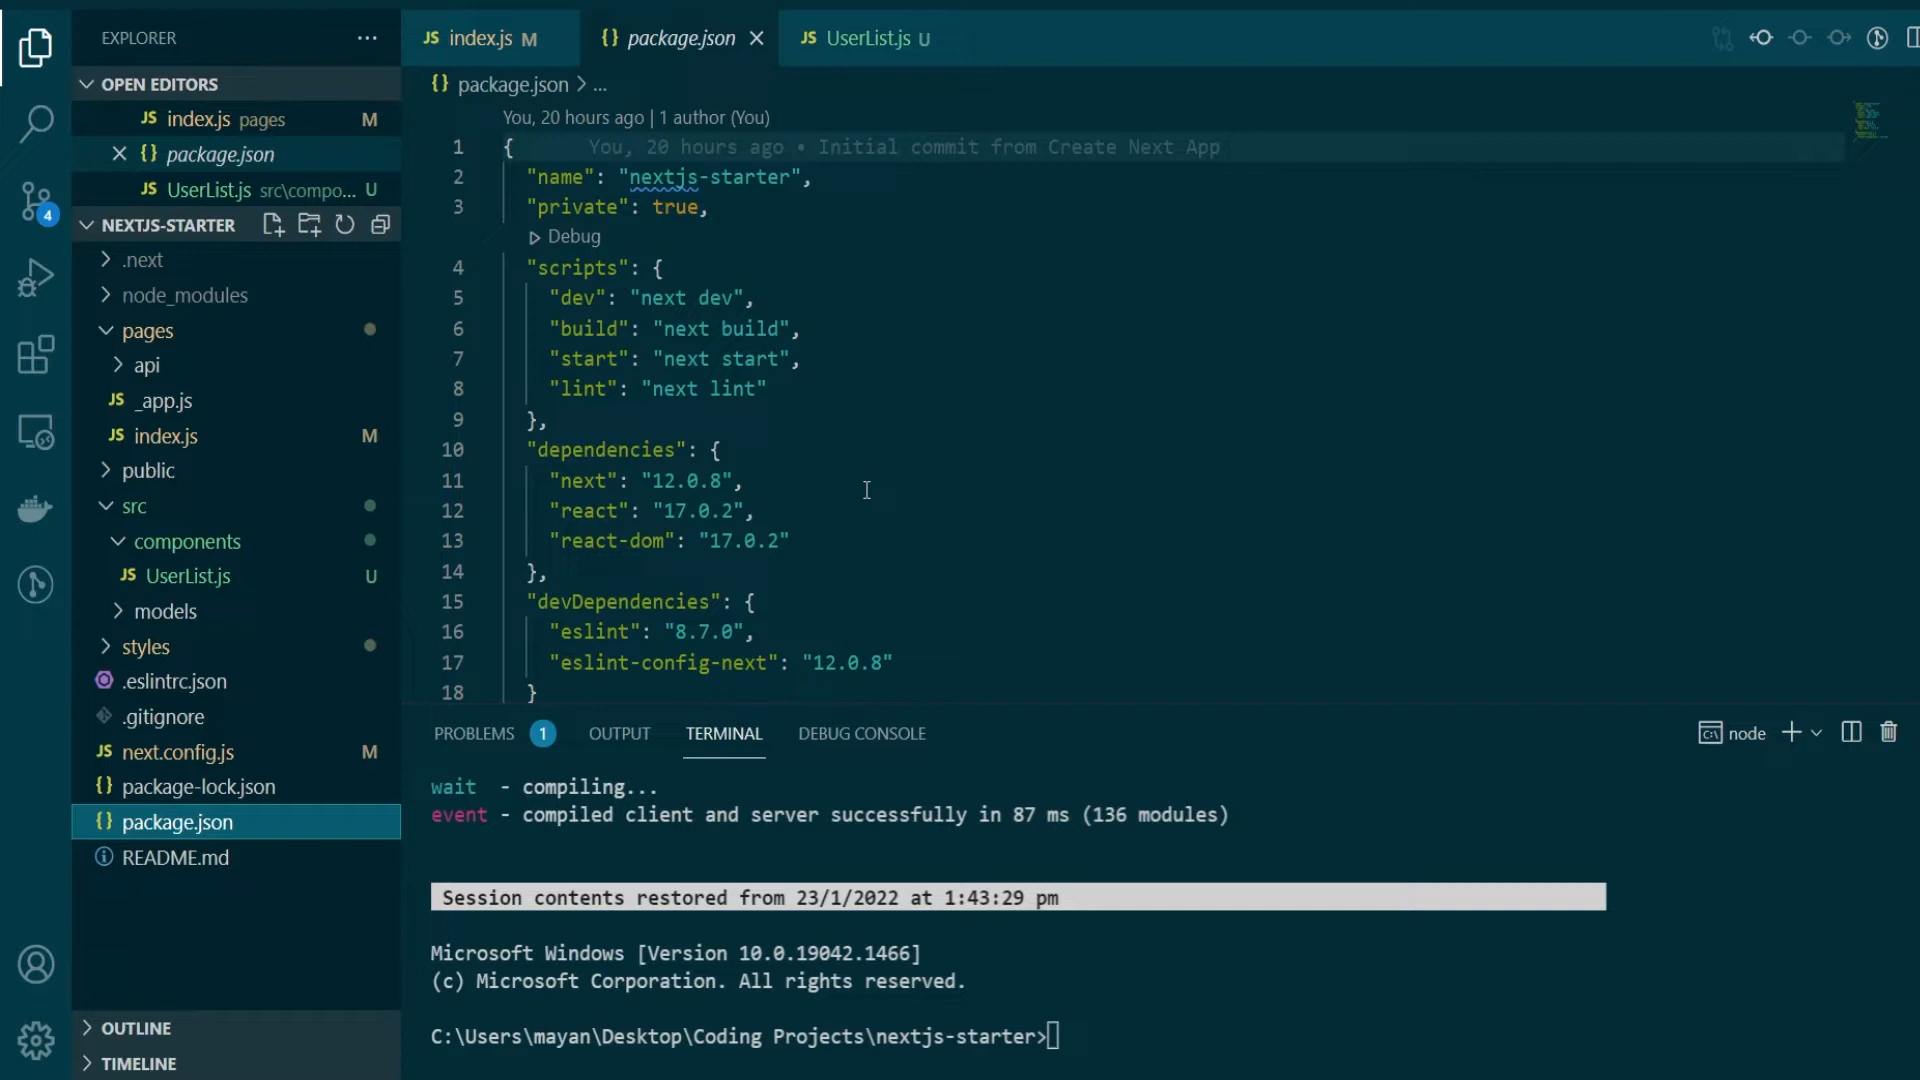 EXPLORER
OPEN EDITORS
JS index.js pages M
{} package.json
JS UserList.js src\compo... U
NEXTJS-STARTER
.next
node_modules
pages
api
JS _app.js
JS index.js M
public
src
components
JS UserList.js U
models
styles
.eslintrc.json
.gitignore
JS next.config.js M
{} package-lock.json
{} package.json
README.md
OUTLINE
TIMELINE
4
JS index.js M
{} package.json
JS UserList.js U
{} package.json > ...
You, 20 hours ago | 1 author (You)
1 { You, 20 hours ago • Initial commit from Create Next App
2 "name": "nextjs-starter",
3 "private": true,
Debug
4 "scripts": {
5 "dev": "next dev",
6 "build": "next build",
7 "start": "next start",
8 "lint": "next lint"
9 },
10 "dependencies": {
11 "next": "12.0.8",
12 "react": "17.0.2",
13 "react-dom": "17.0.2"
14 },
15 "devDependencies": {
16 "eslint": "8.7.0",
17 "eslint-config-next": "12.0.8"
18 }
PROBLEMS 1 OUTPUT TERMINAL DEBUG CONSOLE
node
wait - compiling...
event - compiled client and server successfully in 87 ms (136 modules)
Session contents restored from 23/1/2022 at 1:43:29 pm
Microsoft Windows [Version 10.0.19042.1466]
(c) Microsoft Corporation. All rights reserved.
C:\Users\mayan\Desktop\Coding Projects\nextjs-starter>